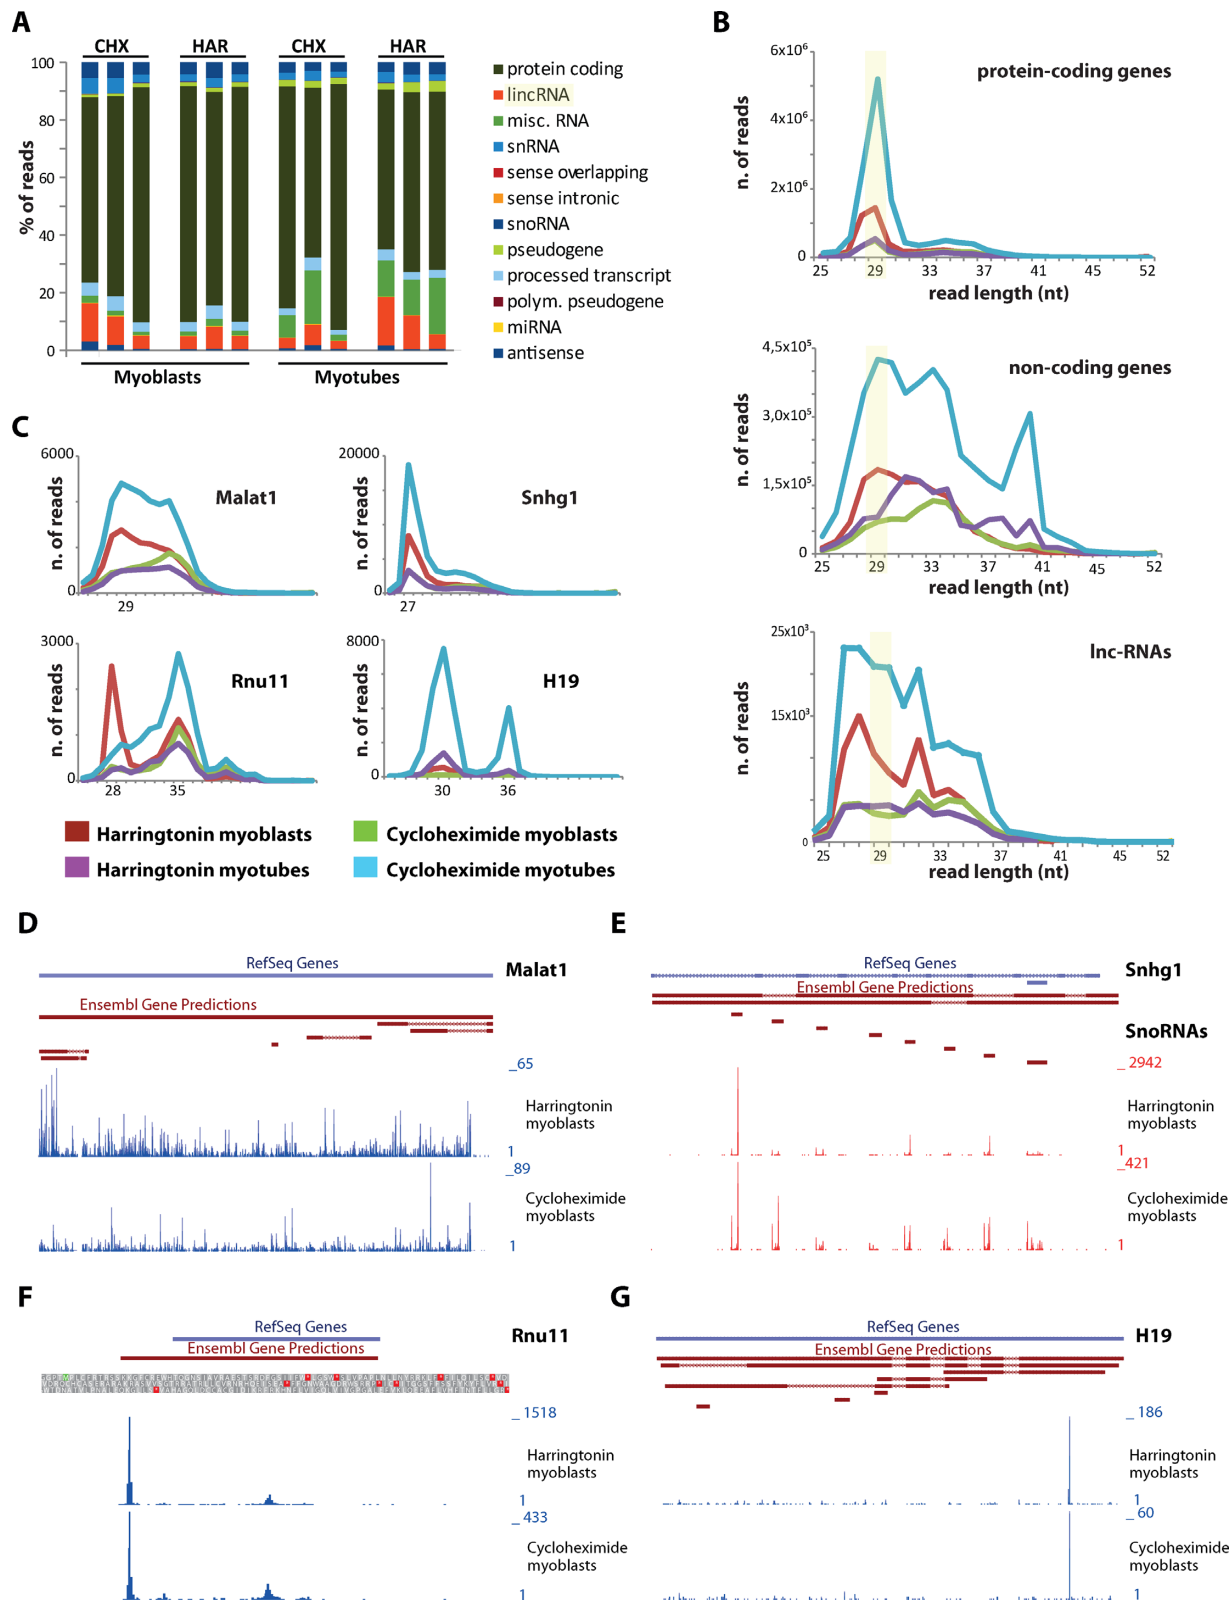 A
CHX HAR CHX HAR
100
80
60
40
20
0
% of reads
Myoblasts Myotubes
protein coding
lincRNA
misc. RNA
snRNA
sense overlapping
sense intronic
snoRNA
pseudogene
processed transcript
polym. pseudogene
miRNA
antisense
B
protein-coding genes
6x10⁶
4x10⁶
2x10⁶
0
n. of reads
25 29 33 37 41 45 52
read length (nt)
non-coding genes
4,5x10⁵
3,0x10⁵
1,5x10⁵
0
n. of reads
25 29 33 37 41 45 52
read length (nt)
lnc-RNAs
25x10³
15x10³
0
n. of reads
25 29 33 37 41 45 52
read length (nt)
C
6000
0
n. of reads
Malat1
29
20000
0
n. of reads
Snhg1
27
3000
0
n. of reads
Rnu11
28 35
8000
0
n. of reads
H19
30 36
Harringtonin myoblasts
Cycloheximide myoblasts
Harringtonin myotubes
Cycloheximide myotubes
D
RefSeq Genes
Malat1
Ensembl Gene Predictions
_65
Harringtonin
myoblasts
1
_89
Cycloheximide
myoblasts
1
E
RefSeq Genes
Snhg1
Ensembl Gene Predictions
SnoRNAs
_2942
Harringtonin
myoblasts
1
_421
Cycloheximide
myoblasts
1
F
RefSeq Genes
Rnu11
Ensembl Gene Predictions
_1518
Harringtonin
myoblasts
1
_433
Cycloheximide
myoblasts
1
G
RefSeq Genes
H19
Ensembl Gene Predictions
_186
Harringtonin
myoblasts
1
_60
Cycloheximide
myoblasts
1